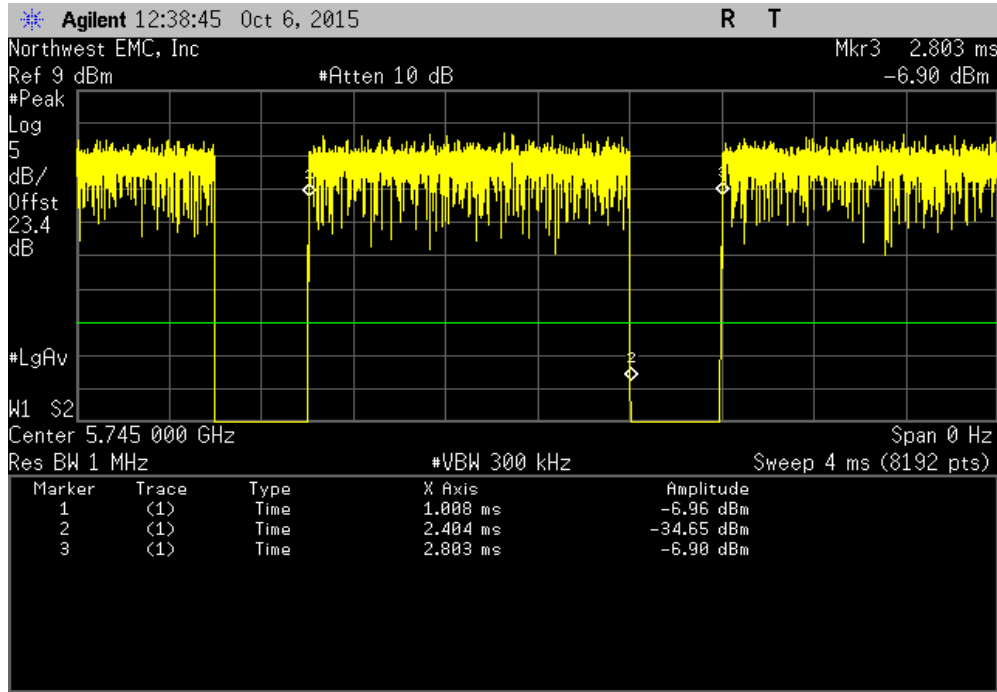 Agilent 12:38:45 Oct 6, 2015 R T
Northwest EMC, Inc Mkr3 2.803 ms
Ref 9 dBm #Atten 10 dB -6.90 dBm
#Peak
Log
5
dB/
Offst
23.4
dB
1
3
2
#LgAv
W1 S2
Center 5.745 000 GHz Span 0 Hz
Res BW 1 MHz #VBW 300 kHz Sweep 4 ms (8192 pts)
Marker Trace Type X Axis Amplitude
1 (1) Time 1.008 ms -6.96 dBm
2 (1) Time 2.404 ms -34.65 dBm
3 (1) Time 2.803 ms -6.90 dBm